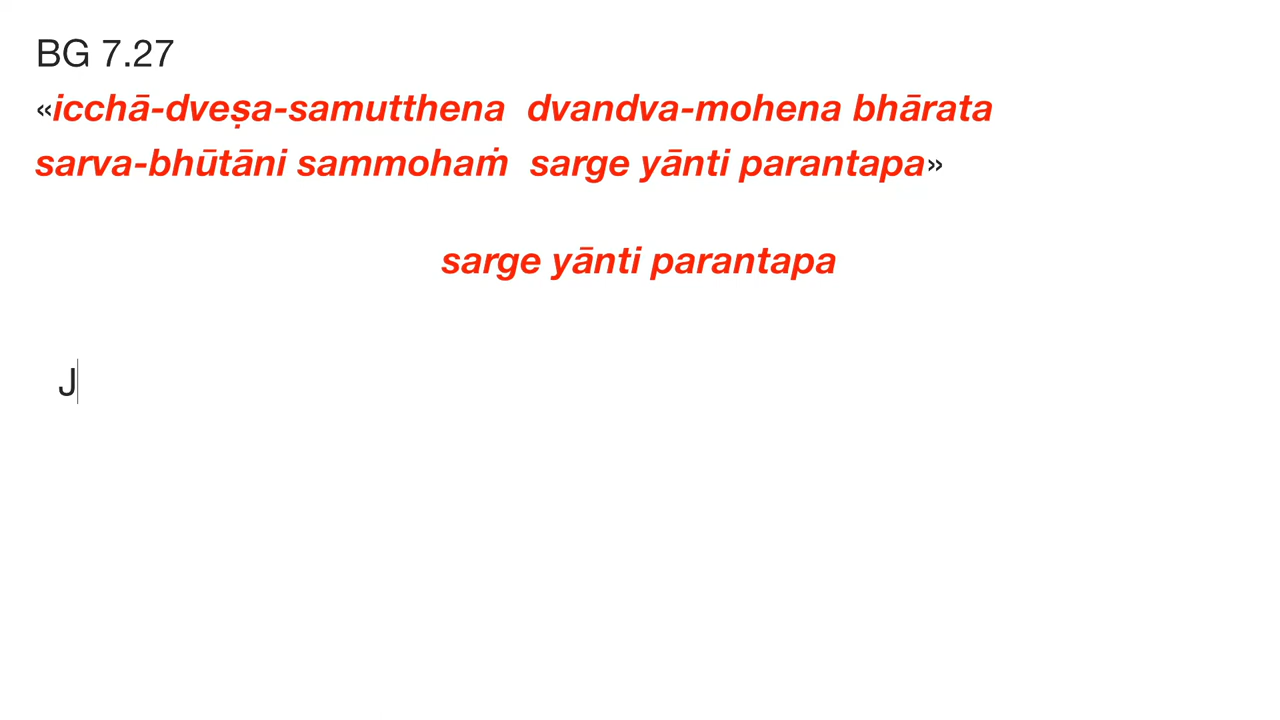 BG 7.27
«icchā-dveṣa-samutthena dvandva-mohena bhārata
sarva-bhūtāni sammohaṁ sarge yānti parantapa»
sarge yānti parantapa
J